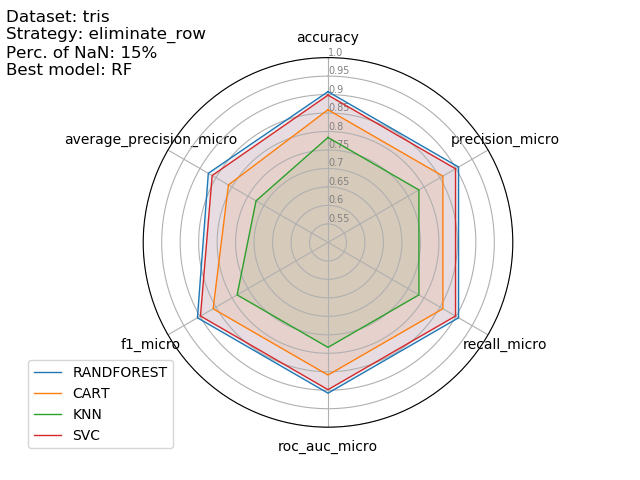 Dataset: tris
Strategy: eliminate_row
Perc. of NaN: 15%
Best model: RF
accuracy
1.0
0.95
0.9
0.85
0.8
0.75
0.7
0.65
0.6
0.55
average_precision_micro
precision_micro
f1_micro
recall_micro
roc_auc_micro
RANDFOREST
CART
KNN
SVC